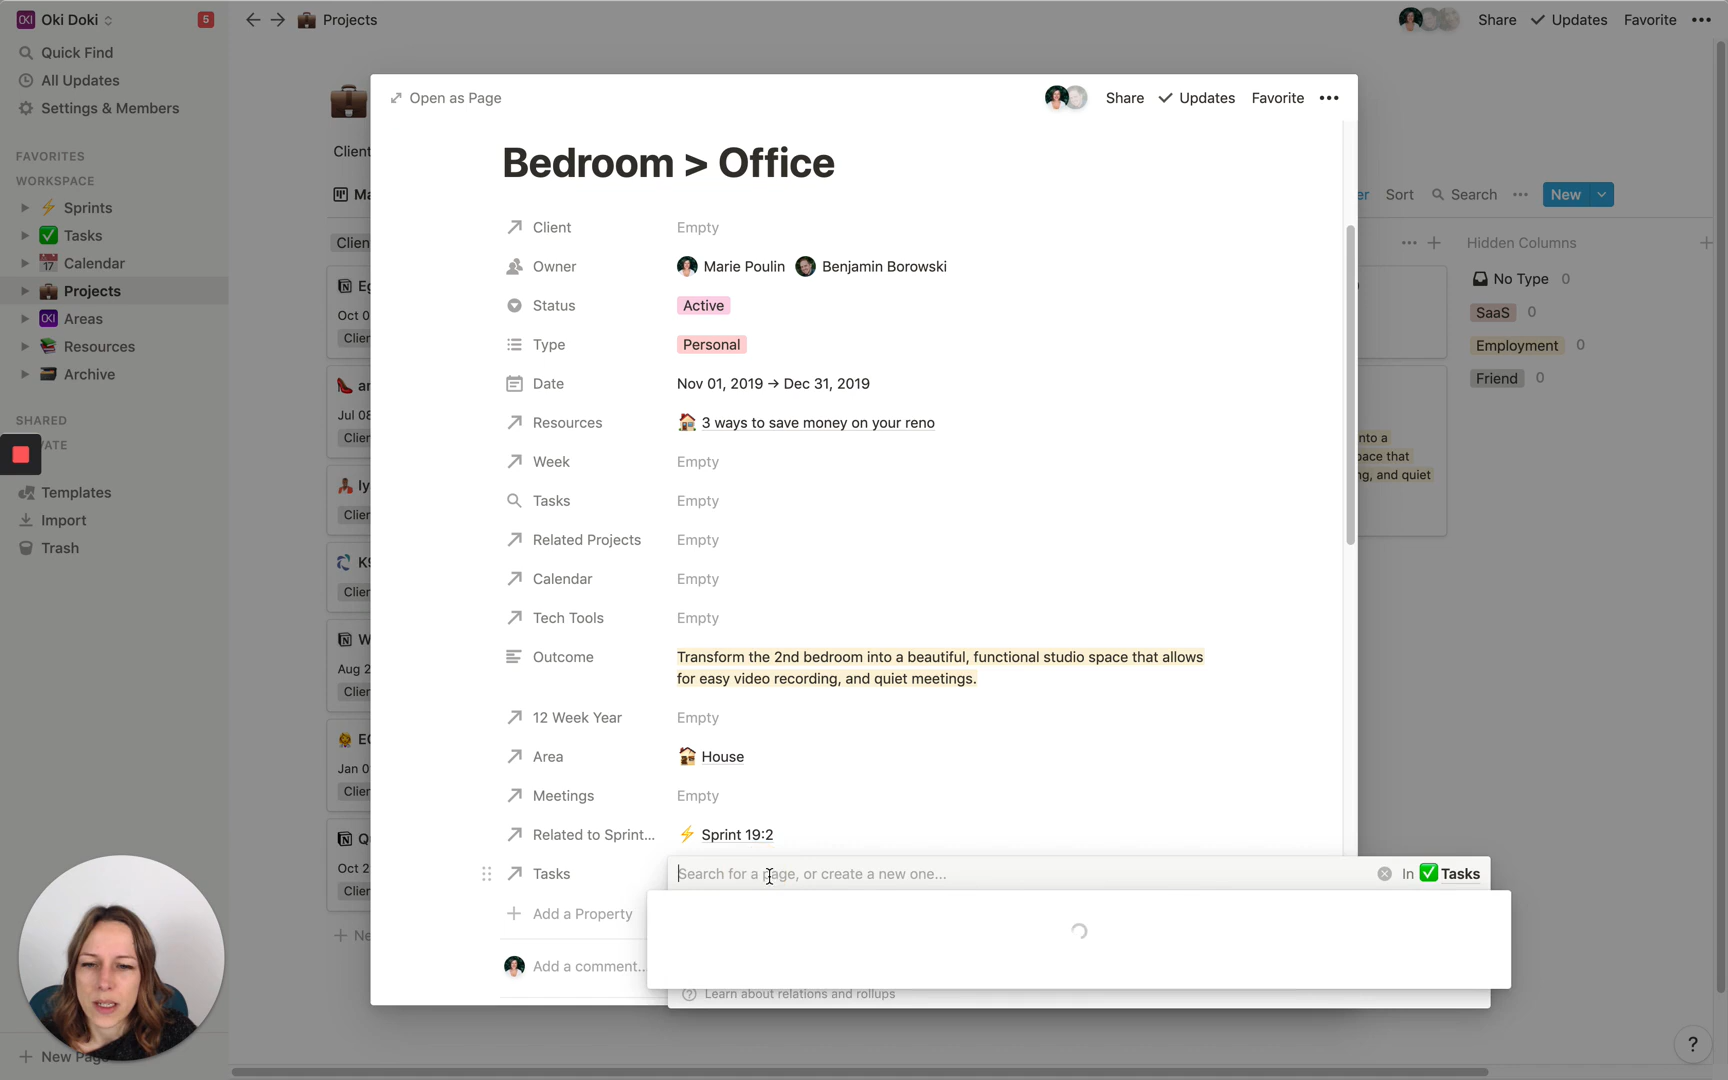 Oki Doki
5
Projects
Share
Updates
Favorite
Quick Find
All Updates
Settings & Members
FAVORITES
WORKSPACE
Sprints
Tasks
Calendar
Projects
Areas
Resources
Archive
SHARED
Templates
Import
Trash
Open as Page
Share
Updates
Favorite
Bedroom > Office
Client Empty
Owner Marie Poulin Benjamin Borowski
Status Active
Type Personal
Date Nov 01, 2019 → Dec 31, 2019
Resources 3 ways to save money on your reno
Week Empty
Tasks Empty
Related Projects Empty
Calendar Empty
Tech Tools Empty
Outcome Transform the 2nd bedroom into a beautiful, functional studio space that allows
for easy video recording, and quiet meetings.
12 Week Year Empty
Area House
Meetings Empty
Related to Sprint... Sprint 19:2
Tasks Search for a page, or create a new one... In Tasks
Add a Property
Add a comment...
Learn about relations and rollups
Sort
Search
New
Hidden Columns
No Type 0
SaaS 0
Employment 0
Friend 0
into a
space that
and quiet
New
?